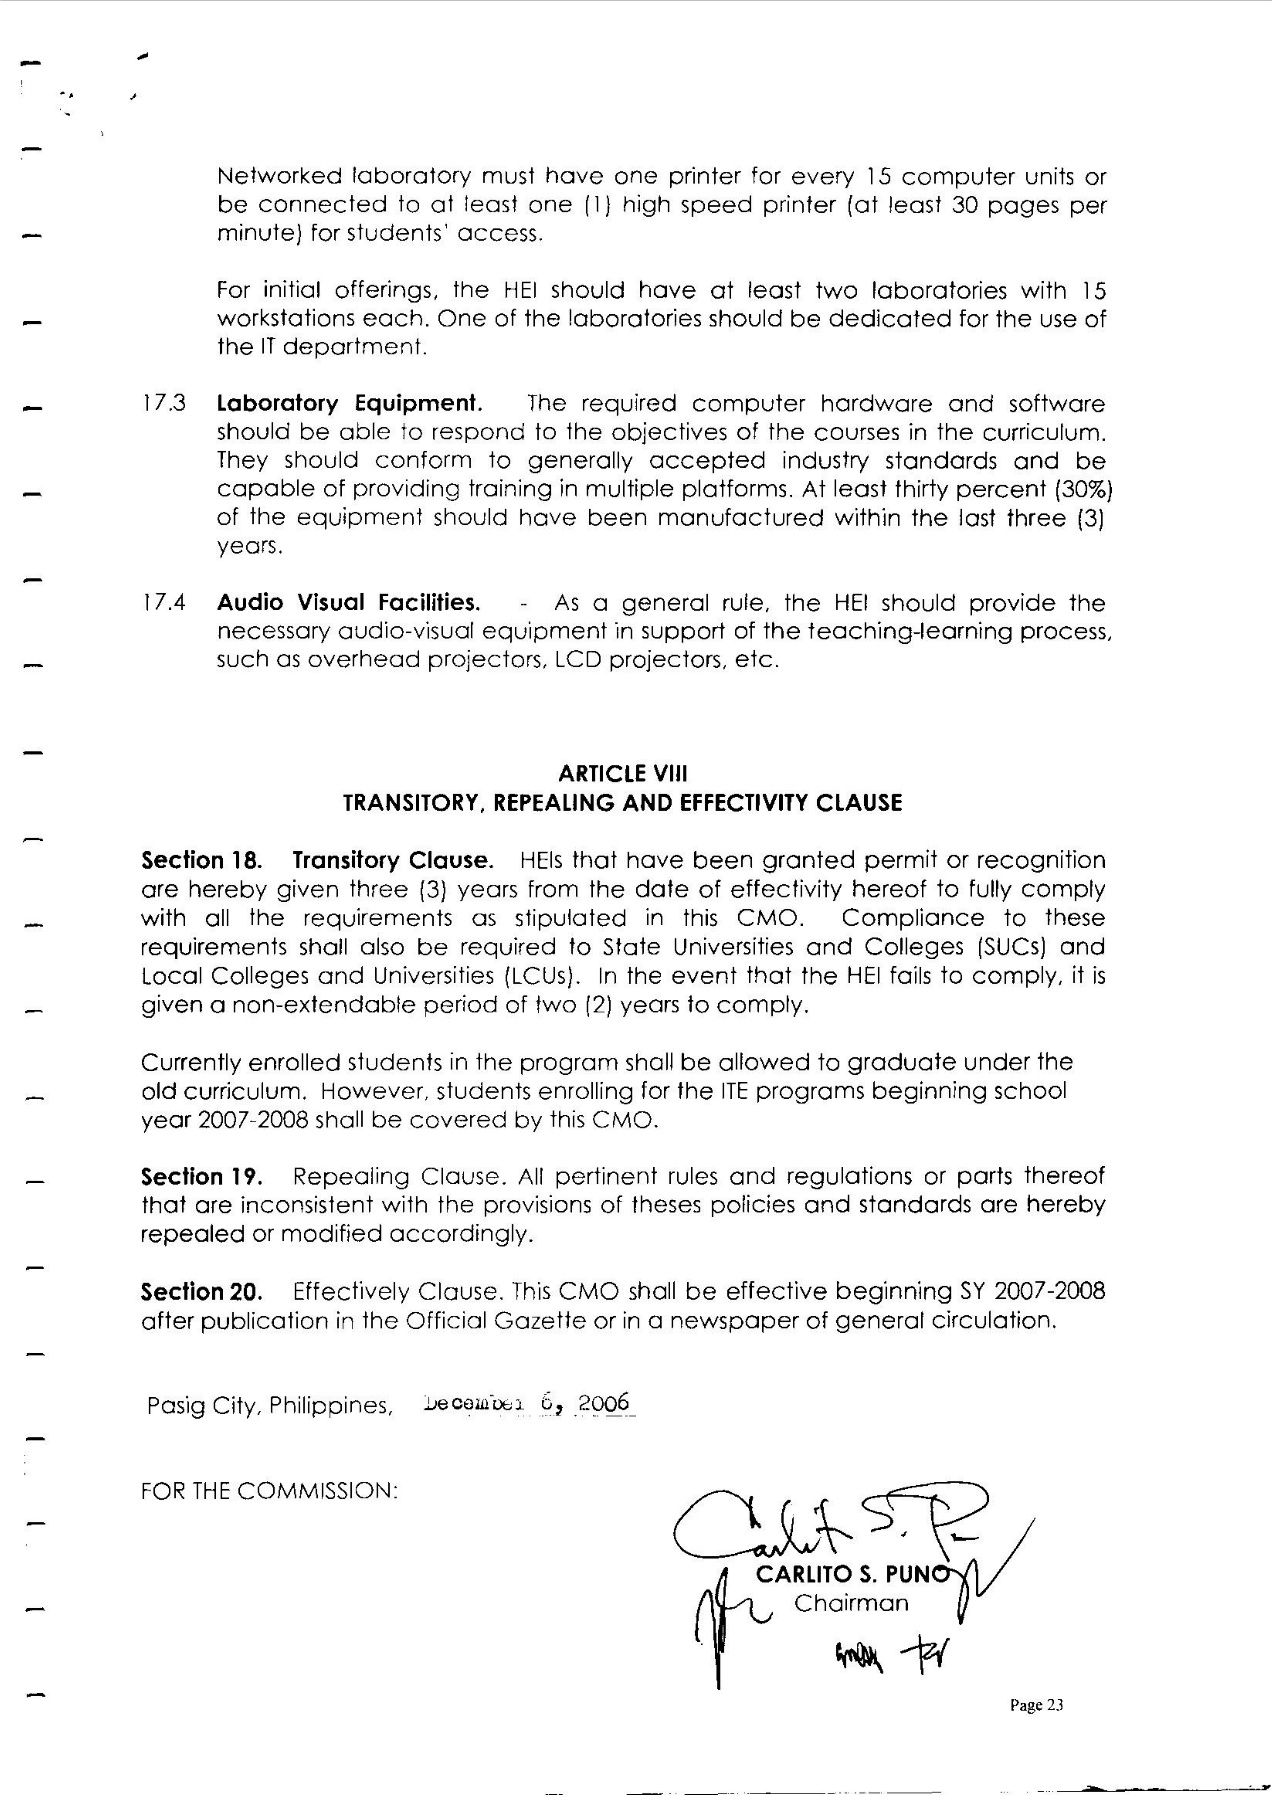 Networked laboratory must have one printer for every 15 computer units or
be connected to at least one (1) high speed printer (at least 30 pages per
minute) for students' access.
For initial offerings, the HEI should have at least two laboratories with 15
workstations each. One of the laboratories should be dedicated for the use of
the IT department.
17.3 Laboratory Equipment. The required computer hardware and software
should be able to respond to the objectives of the courses in the curriculum.
They should conform to generally accepted industry standards and be
capable of providing training in multiple platforms. At least thirty percent (30%)
of the equipment should have been manufactured within the last three (3)
years.
17.4 Audio Visual Facilities. - As a general rule, the HEI should provide the
necessary audio-visual equipment in support of the teaching-learning process,
such as overhead projectors, LCD projectors, etc.
ARTICLE VIII
TRANSITORY, REPEALING AND EFFECTIVITY CLAUSE
Section 18. Transitory Clause. HEIs that have been granted permit or recognition
are hereby given three (3) years from the date of effectivity hereof to fully comply
with all the requirements as stipulated in this CMO. Compliance to these
requirements shall also be required to State Universities and Colleges (SUCs) and
Local Colleges and Universities (LCUs). In the event that the HEI fails to comply, it is
given a non-extendable period of two (2) years to comply.
Currently enrolled students in the program shall be allowed to graduate under the
old curriculum. However, students enrolling for the ITE programs beginning school
year 2007-2008 shall be covered by this CMO.
Section 19. Repealing Clause. All pertinent rules and regulations or parts thereof
that are inconsistent with the provisions of theses policies and standards are hereby
repealed or modified accordingly.
Section 20. Effectively Clause. This CMO shall be effective beginning SY 2007-2008
after publication in the Official Gazette or in a newspaper of general circulation.
Pasig City, Philippines, December 6, 2006
FOR THE COMMISSION:
Carlito S. P
CARLITO S. PUNO
Chairman
Page 23